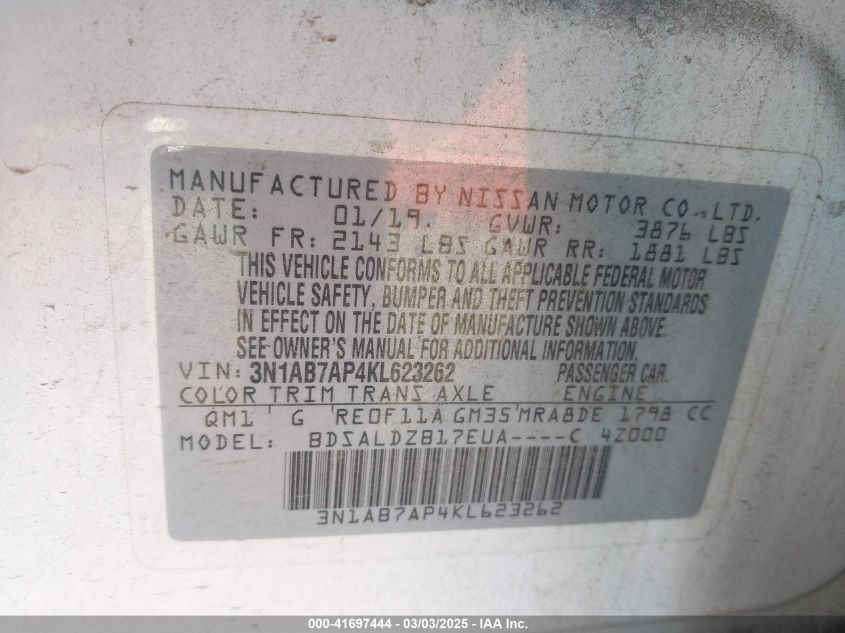 MANUFACTURED BY NISSAN MOTOR CO.,LTD.
DATE: 01/19. GVWR: 3876 LBS
GAWR FR: 2143 LBS GAWR RR: 1881 LBS
THIS VEHICLE CONFORMS TO ALL APPLICABLE FEDERAL MOTOR
VEHICLE SAFETY, BUMPER AND THEFT PREVENTION STANDARDS
IN EFFECT ON THE DATE OF MANUFACTURE SHOWN ABOVE.
SEE OWNER'S MANUAL FOR ADDITIONAL INFORMATION.
VIN: 3N1AB7AP4KL623262 PASSENGER CAR.
COLOR TRIM TRANS AXLE ENGINE
QM1 G RE0F11A GM35 MRA8DE 1798 CC
MODEL: BDSALDZB17EUA----C 4Z000
3N1AB7AP4KL623262
000-41697444 | 03/03/2025 - IAA Inc.